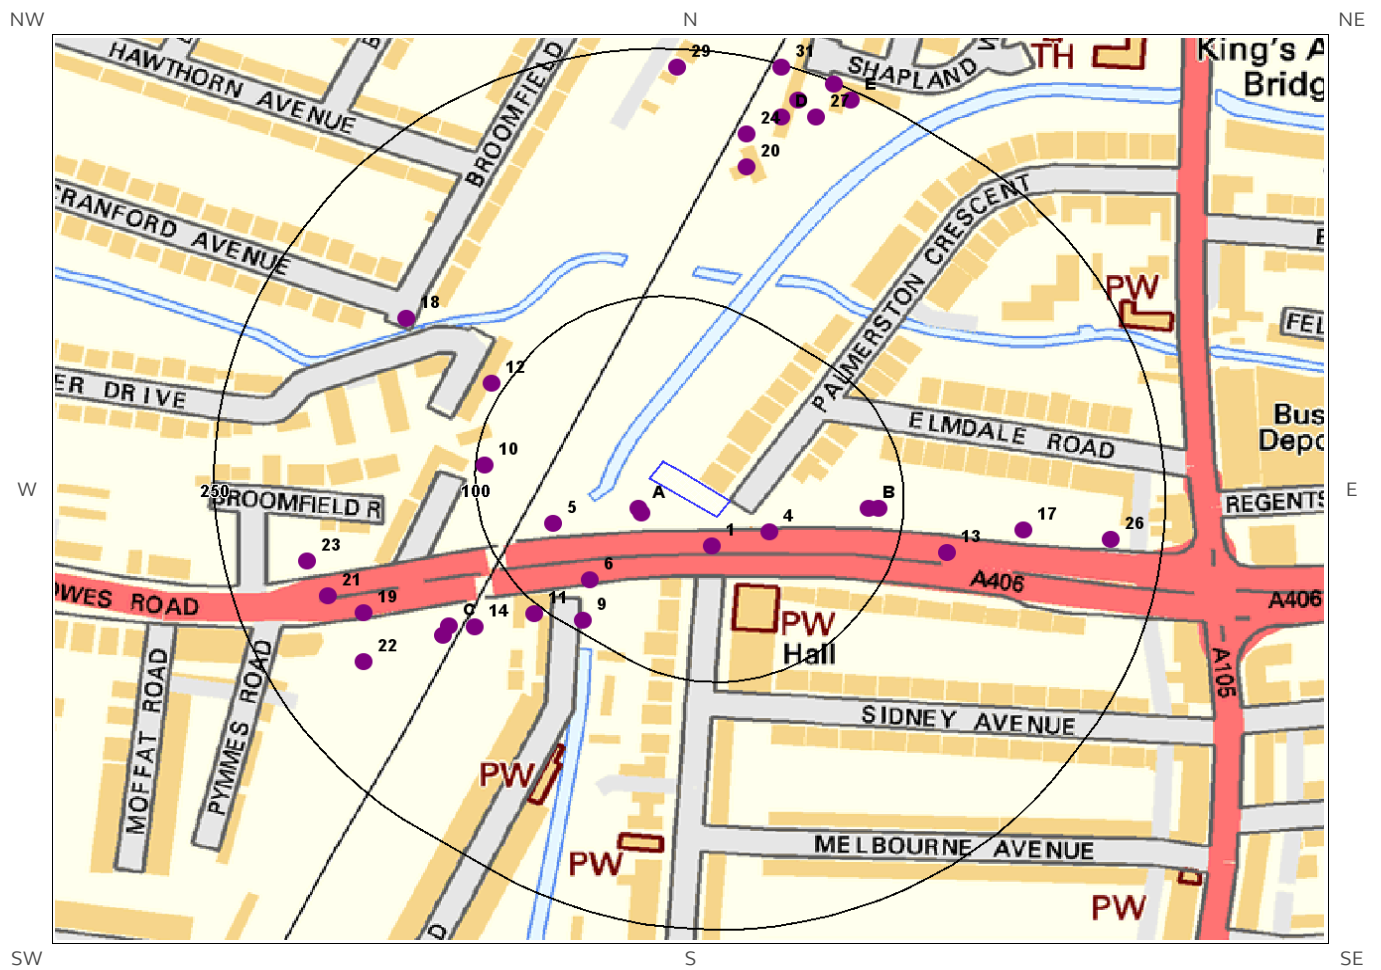 NW
N
NE
HAWTHORN AVENUE
BROOMFIELD
29
31
SHAPLAND
TH
King's A
Bridg
E
D
27
24
20
CRANFORD AVENUE
PALMERSTON CRESCENT
18
PW
FEL
12
ER DRIVE
ELMDALE ROAD
Bus
Depo
10
W
250
BROOMFIELD R
100
A
B
E
REGENTS
5
4
1
17
26
13
23
6
21
A406
A406
OWES ROAD
19
C
14
11
9
PW
Hall
22
MOFFAT ROAD
PYMMES ROAD
A105
SIDNEY AVENUE
PW
PW
MELBOURNE AVENUE
PW
D
SW
S
SE